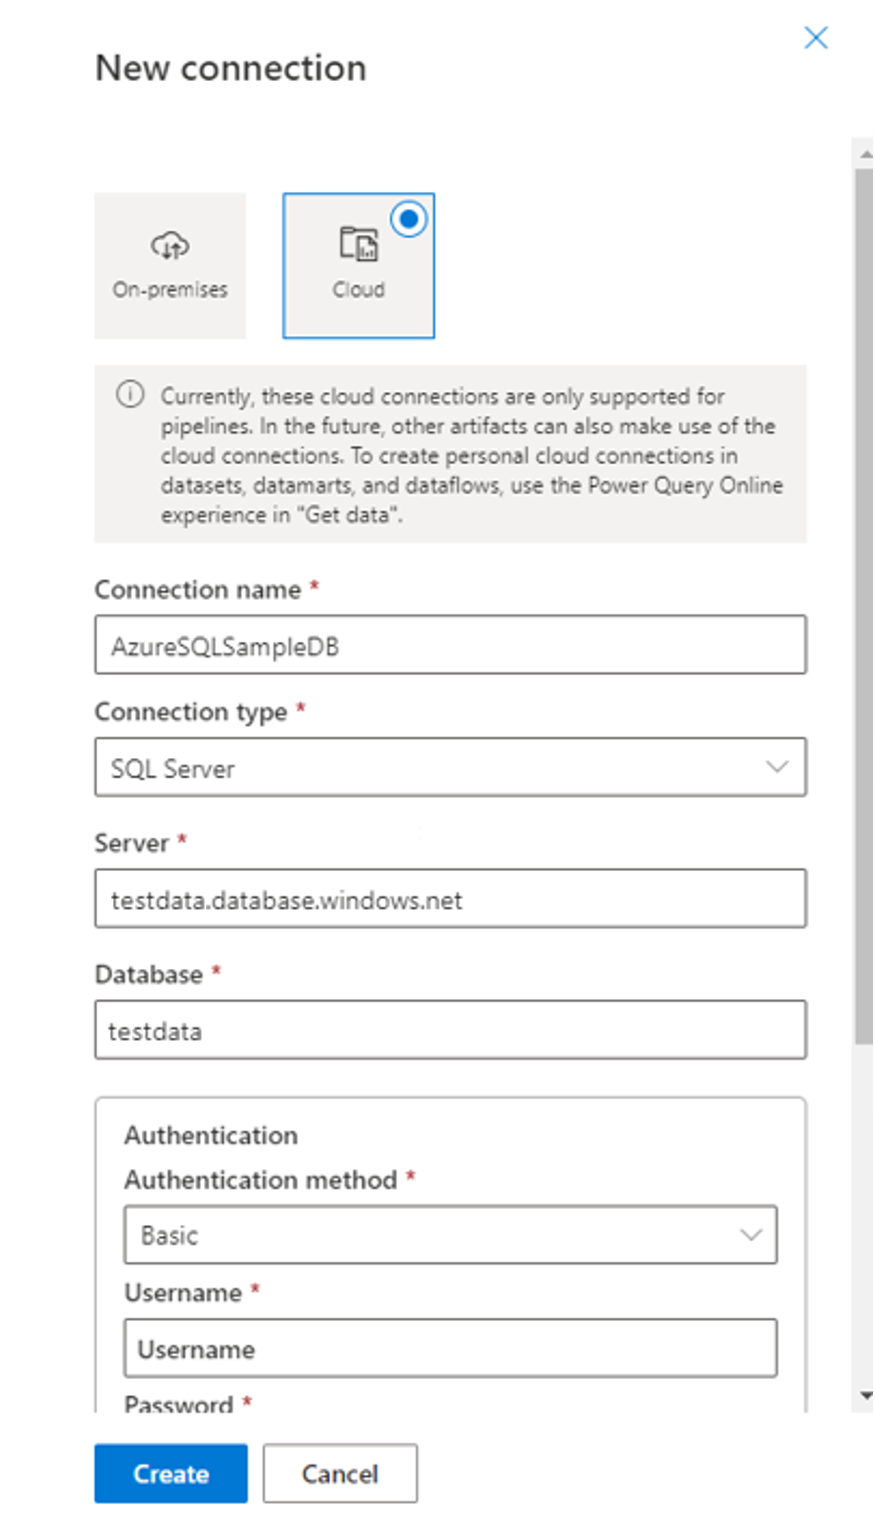 New connection
On-premises
Cloud
Currently, these cloud connections are only supported for
pipelines. In the future, other artifacts can also make use of the
cloud connections. To create personal cloud connections in
datasets, datamarts, and dataflows, use the Power Query Online
experience in "Get data".
Connection name *
AzureSQLSampleDB
Connection type *
SQL Server
Server *
testdata.database.windows.net
Database *
testdata
Authentication
Authentication method *
Basic
Username *
Username
Password *
Create
Cancel